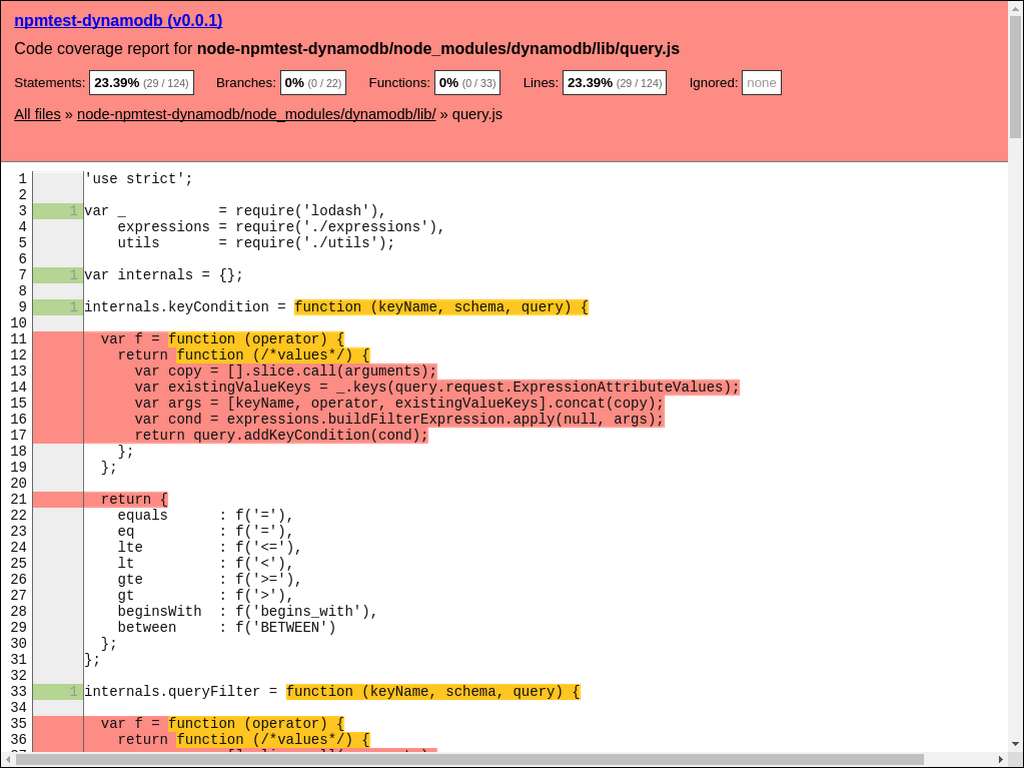 npmtest-dynamodb (v0.0.1)
Code coverage report for node-npmtest-dynamodb/node_modules/dynamodb/lib/query.js
Statements: 23.39% (29 / 124) Branches: 0% (0 / 22) Functions: 0% (0 / 33) Lines: 23.39% (29 / 124) Ignored: none
All files » node-npmtest-dynamodb/node_modules/dynamodb/lib/ » query.js
1 'use strict';
2
3 1 var _           = require('lodash'),
4     expressions = require('./expressions'),
5     utils       = require('./utils');
6
7 1 var internals = {};
8
9 1 internals.keyCondition = function (keyName, schema, query) {
10
11   var f = function (operator) {
12     return function (/*values*/) {
13       var copy = [].slice.call(arguments);
14       var existingValueKeys = _.keys(query.request.ExpressionAttributeValues);
15       var args = [keyName, operator, existingValueKeys].concat(copy);
16       var cond = expressions.buildFilterExpression.apply(null, args);
17       return query.addKeyCondition(cond);
18     };
19   };
20
21   return {
22     equals      : f('='),
23     eq          : f('='),
24     lte         : f('<='),
25     lt          : f('<'),
26     gte         : f('>='),
27     gt          : f('>'),
28     beginsWith  : f('begins_with'),
29     between     : f('BETWEEN')
30   };
31 };
32
33 1 internals.queryFilter = function (keyName, schema, query) {
34
35   var f = function (operator) {
36     return function (/*values*/) {